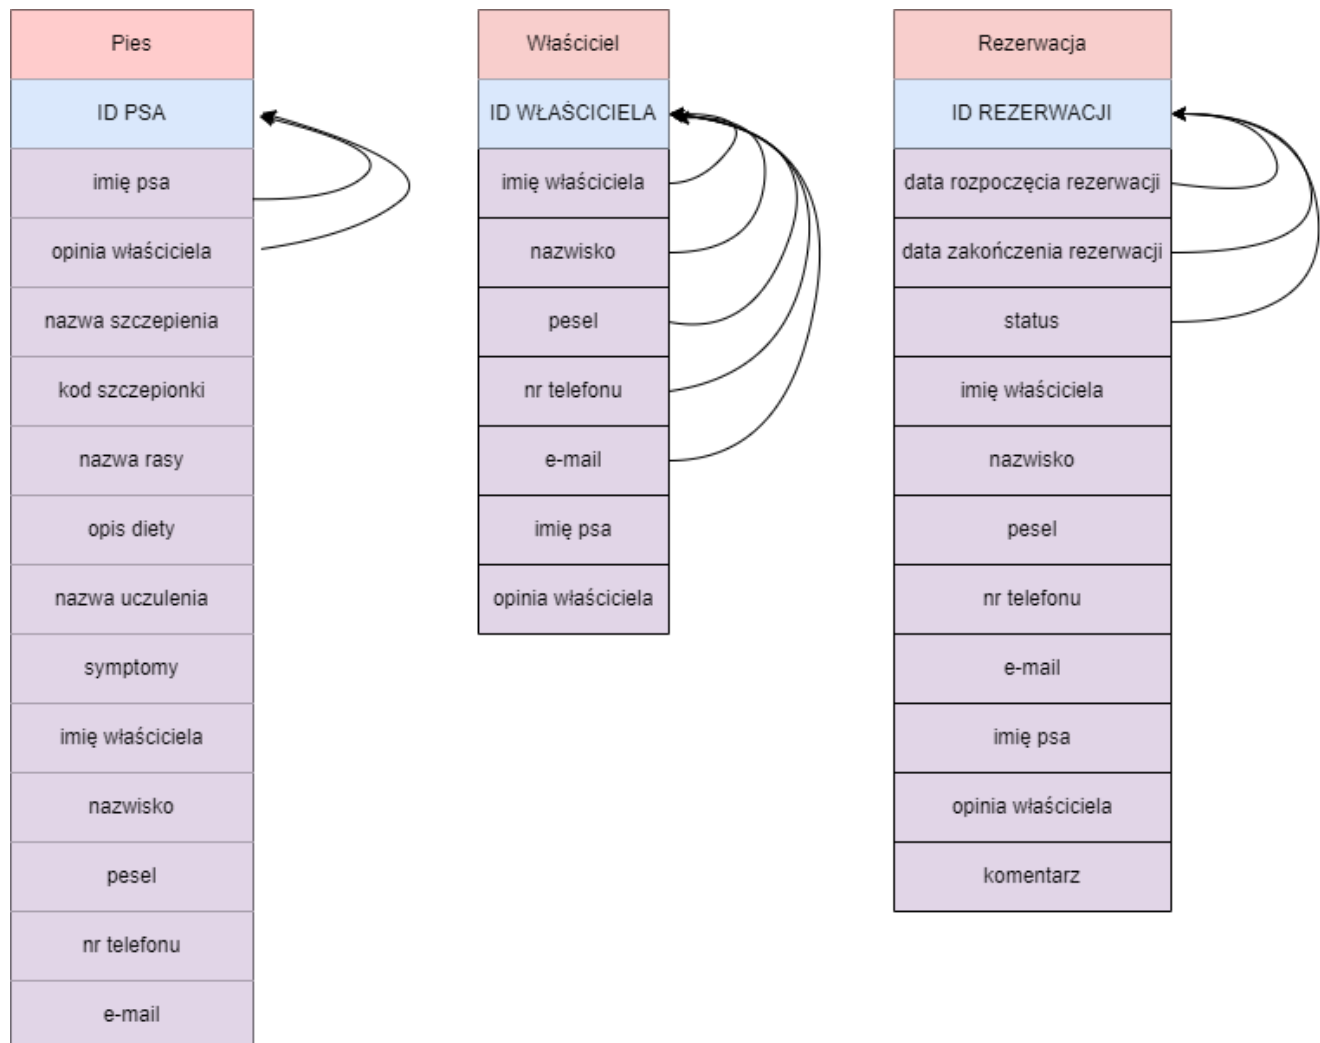 Pies
ID PSA
imię psa
opinia właściciela
nazwa szczepienia
kod szczepionki
nazwa rasy
opis diety
nazwa uczulenia
symptomy
imię właściciela
nazwisko
pesel
nr telefonu
e-mail
Właściciel
ID WŁAŚCICIELA
imię właściciela
nazwisko
pesel
nr telefonu
e-mail
imię psa
opinia właściciela
Rezerwacja
ID REZERWACJI
data rozpoczęcia rezerwacji
data zakończenia rezerwacji
status
imię właściciela
nazwisko
pesel
nr telefonu
e-mail
imię psa
opinia właściciela
komentarz